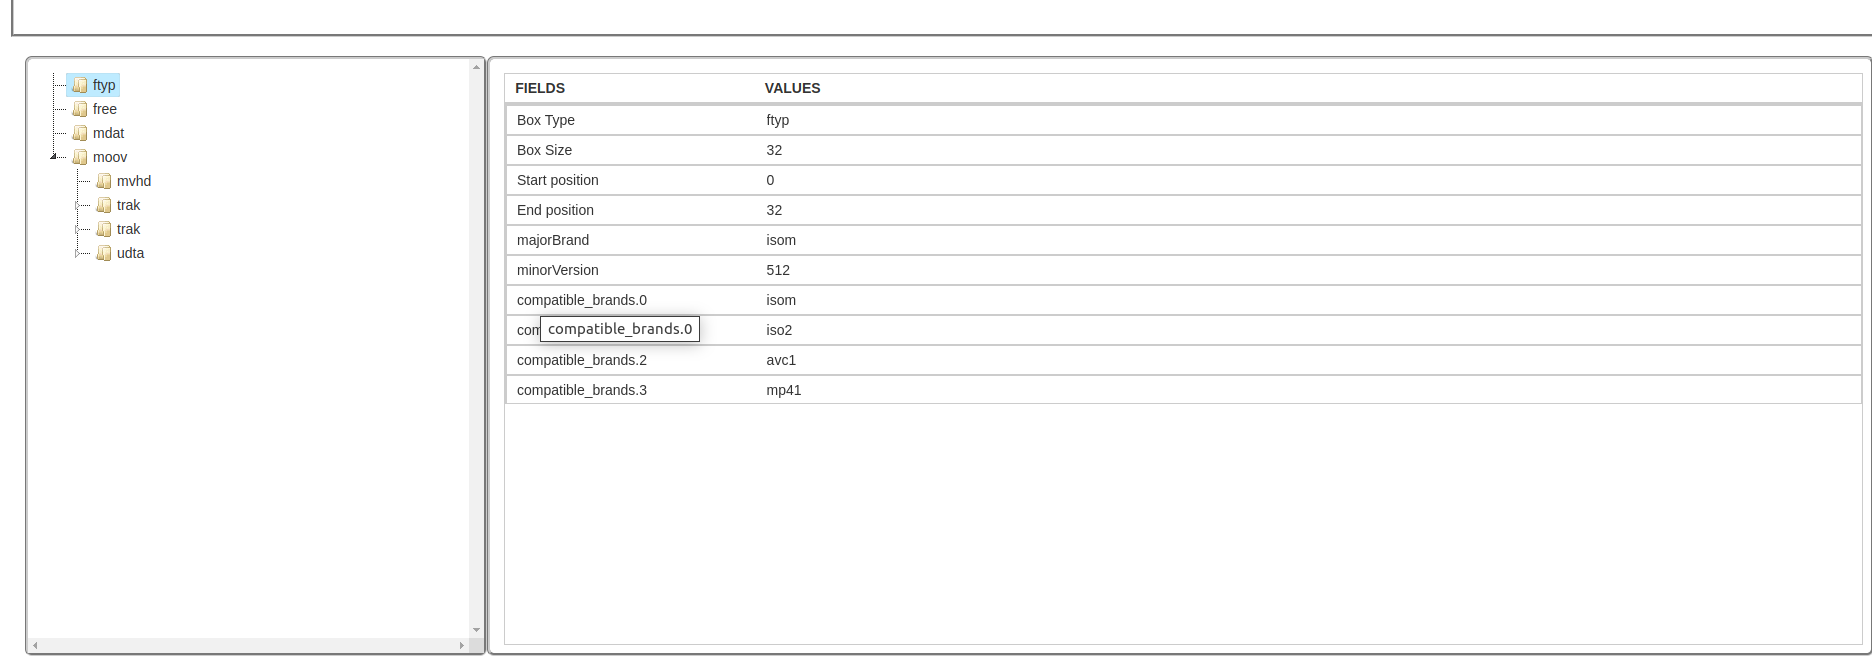 ftyp
free
mdat
moov
mvhd
trak
trak
udta
FIELDS VALUES
Box Type ftyp
Box Size 32
Start position 0
End position 32
majorBrand isom
minorVersion 512
compatible_brands.0 isom
com compatible_brands.0 iso2
compatible_brands.2 avc1
compatible_brands.3 mp41